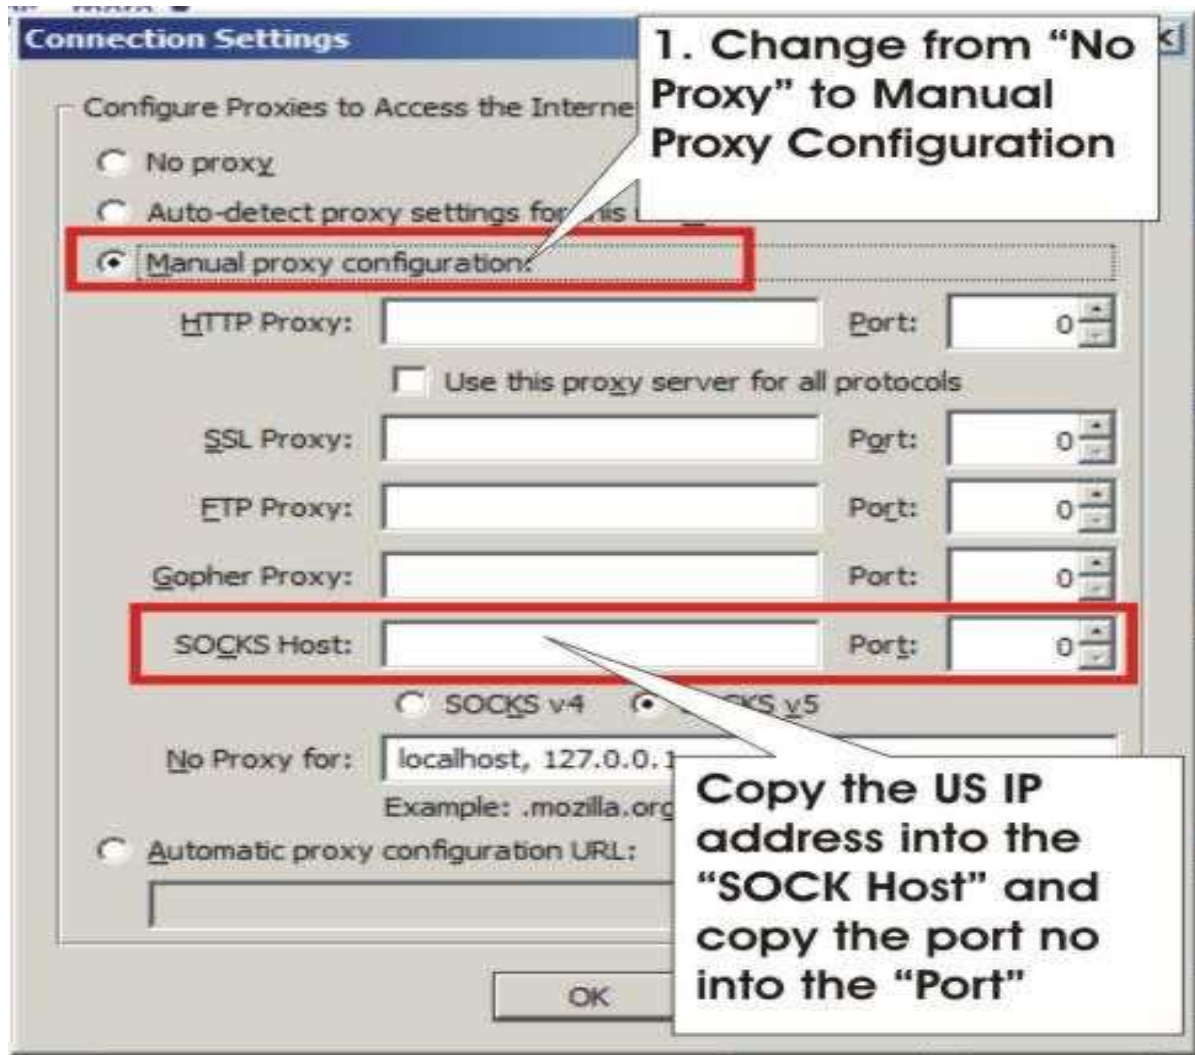 Connection Settings
1. Change from “No
Proxy” to Manual
Proxy Configuration
Configure Proxies to Access the Interne
No proxy
Auto-detect proxy settings for this
Manual proxy configuration:
HTTP Proxy: Port: 0
Use this proxy server for all protocols
SSL Proxy: Port: 0
FTP Proxy: Port: 0
Gopher Proxy: Port: 0
SOCKS Host: Port: 0
SOCKS v4 CKS v5
No Proxy for: localhost, 127.0.0.1
Example: .mozilla.org
Automatic proxy configuration URL:
Copy the US IP
address into the
“SOCK Host” and
copy the port no
into the “Port”
OK